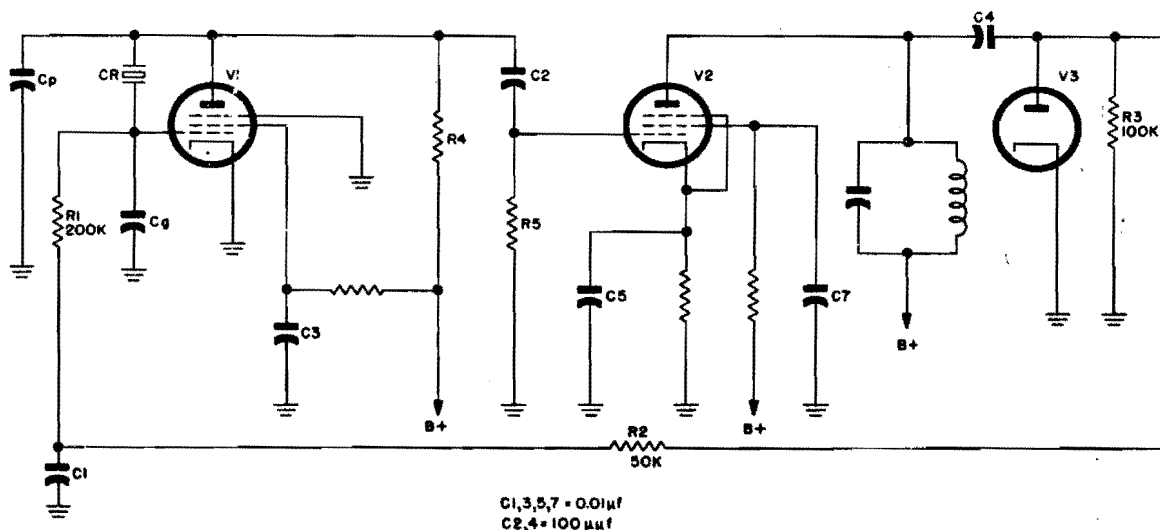 C4
Cp
CR
V1
C2
V2
V3
R3
100K
R4
R1
200K
Cg
R5
C5
C7
C3
B+
B+
B+
R2
50K
C1
C1,3,5,7 = 0.01μf
C2,4 = 100 μμf